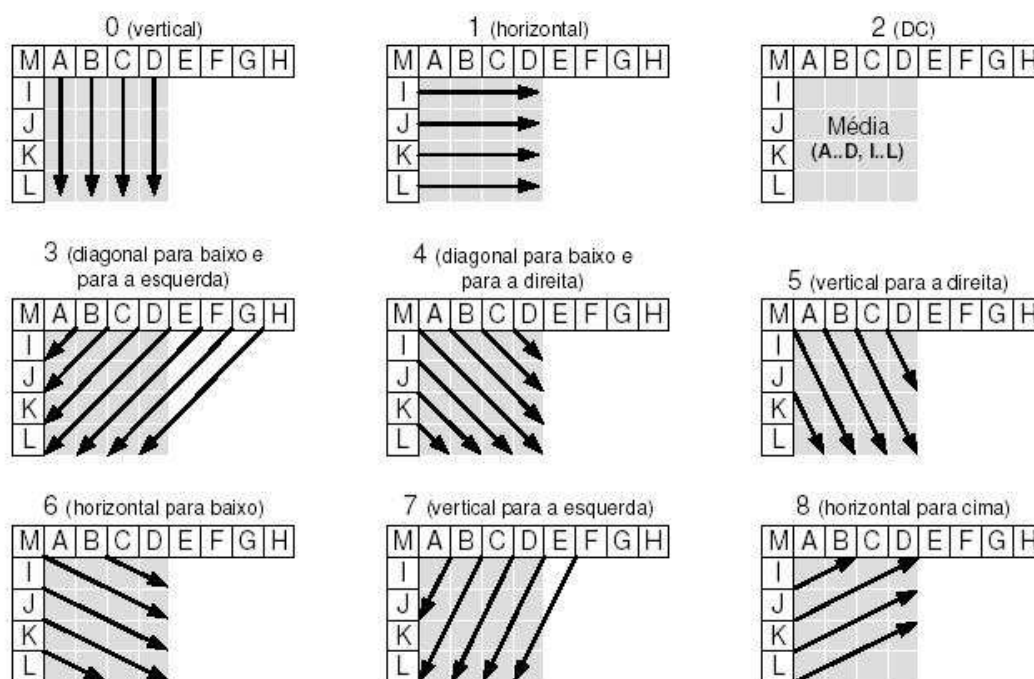 0 (vertical)
M A B C D E F G H
I
J
K
L
1 (horizontal)
M A B C D E F G H
I
J
K
L
2 (DC)
M A B C D E F G H
I
J
K
L
Média
(A..D, I..L)
3 (diagonal para baixo e
para a esquerda)
M A B C D E F G H
I
J
K
L
4 (diagonal para baixo e
para a direita)
M A B C D E F G H
I
J
K
L
5 (vertical para a direita)
M A B C D E F G H
I
J
K
L
6 (horizontal para baixo)
M A B C D E F G H
I
J
K
L
7 (vertical para a esquerda)
M A B C D E F G H
I
J
K
L
8 (horizontal para cima)
M A B C D E F G H
I
J
K
L